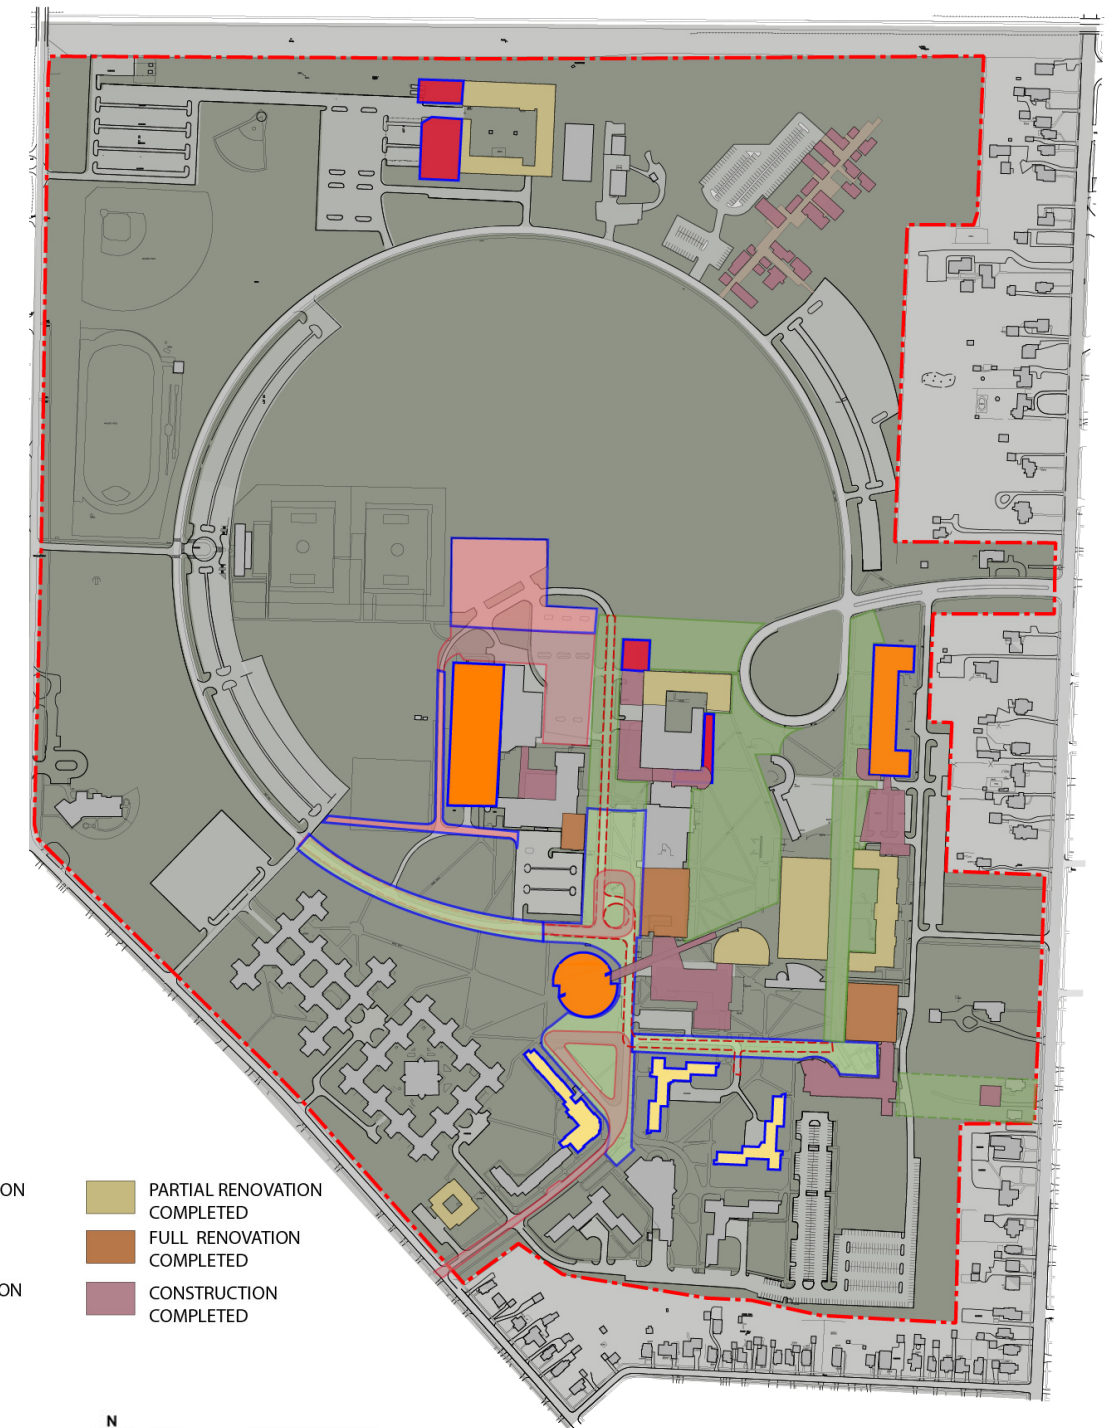 ON
PARTIAL RENOVATION
COMPLETED
FULL RENOVATION
COMPLETED
ON
CONSTRUCTION
COMPLETED
N